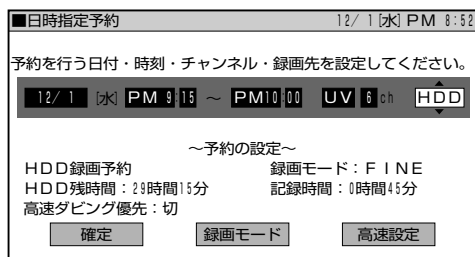 ■日時指定予約 12/ 1 [水] PM 8:52
予約を行う日付・時刻・チャンネル・録画先を設定してください。
12/ 1 [水] PM 9:15 ～ PM10:00 UV 6 ch HDD
～予約の設定～
HDD録画予約 録画モード：FINE
HDD残時間：29時間15分 記録時間：0時間45分
高速ダビング優先：切
確定 録画モード 高速設定